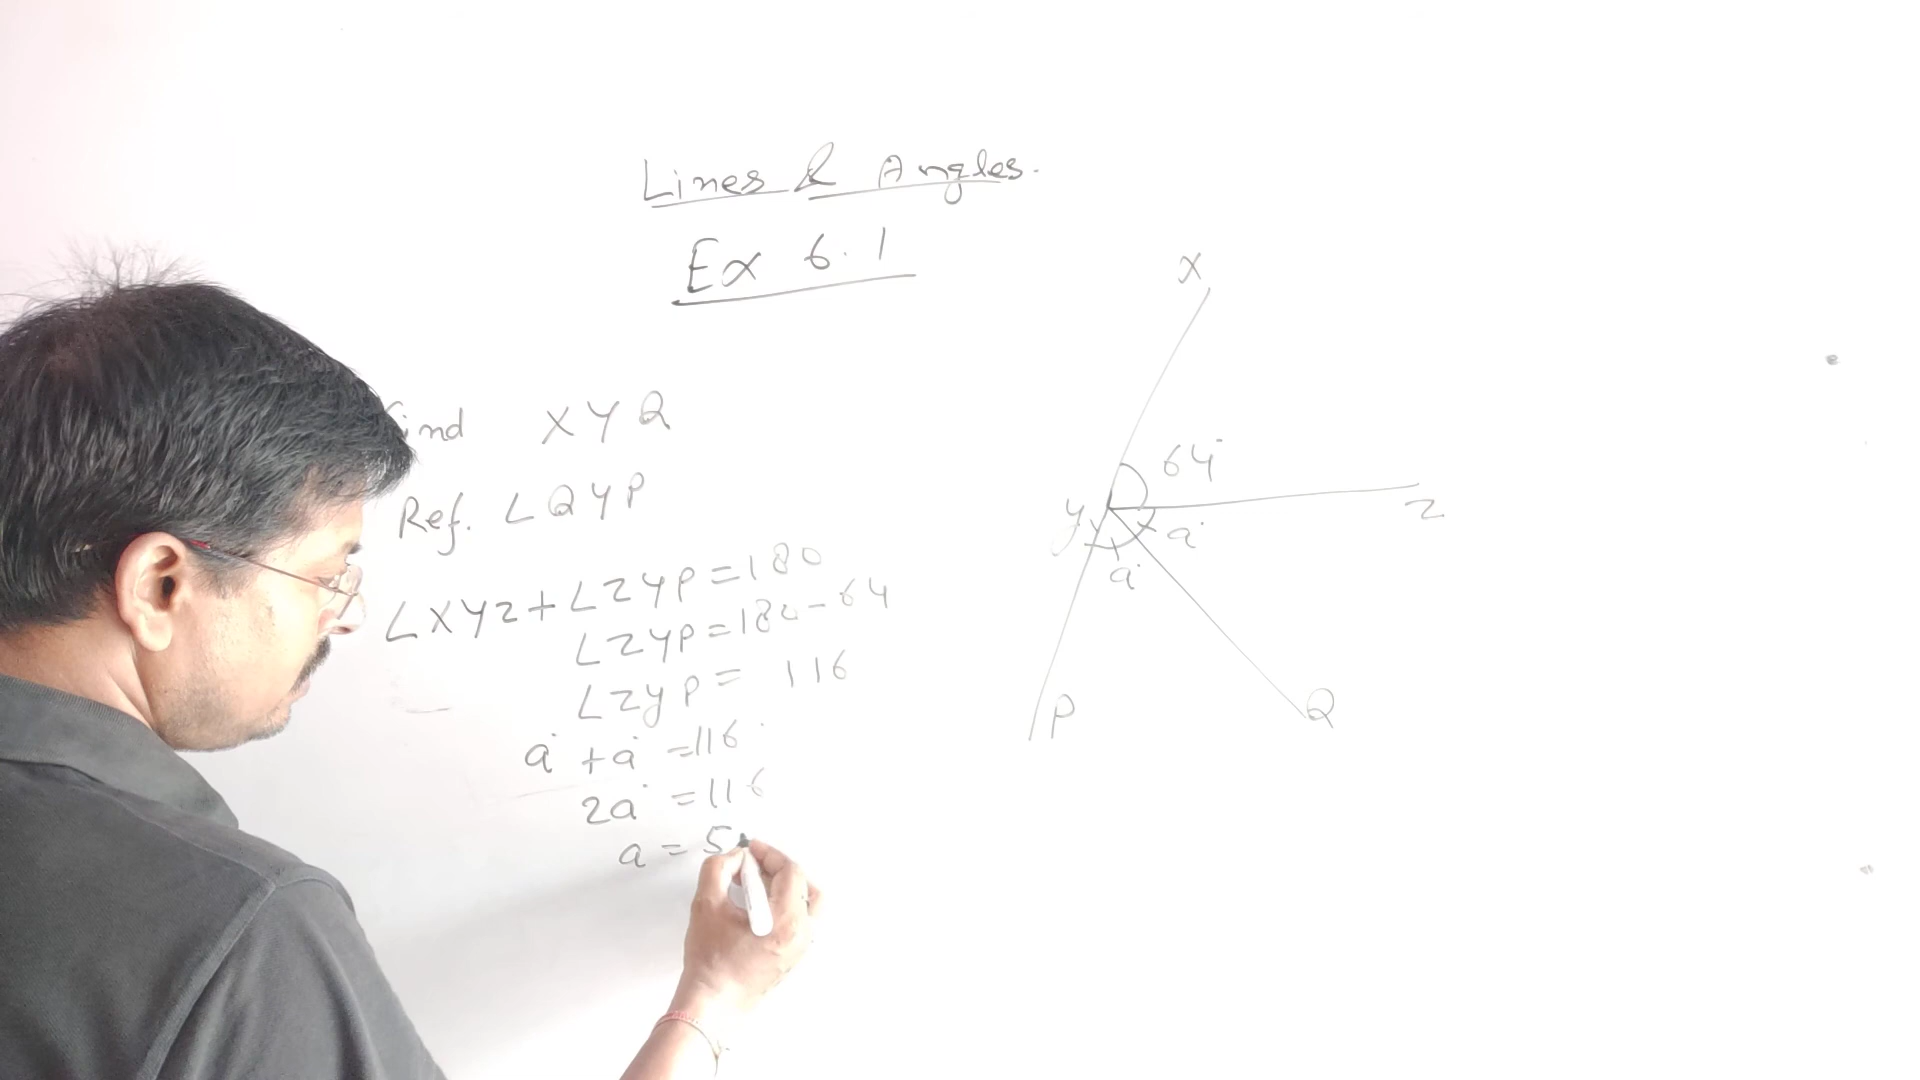 Lines & Angles.
Ex 6.1
find XYQ
Ref. ∠QYP
∠XYZ+∠ZYP=180
∠ZYP=180-64
∠ZYP= 116
a° + a° =116°
2a° =116
a = 5
X
64°
Y
Z
a°
a°
P
Q